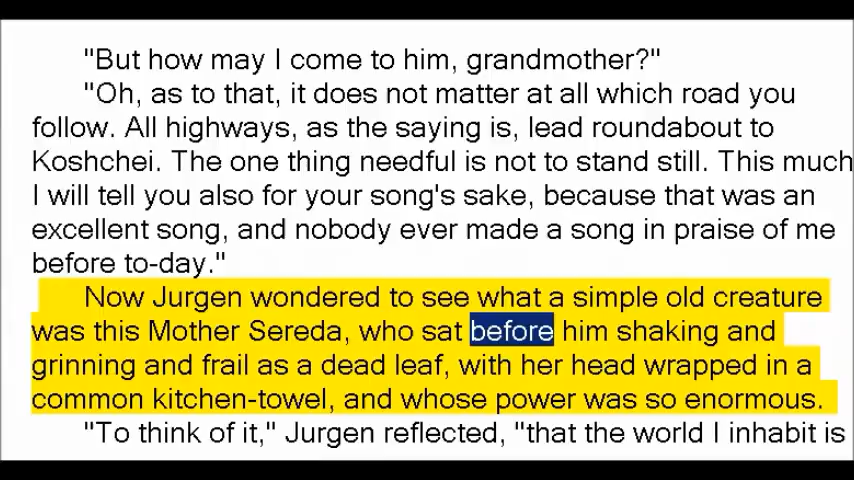 "But how may I come to him, grandmother?"
"Oh, as to that, it does not matter at all which road you
follow. All highways, as the saying is, lead roundabout to
Koshchei. The one thing needful is not to stand still. This much
I will tell you also for your song's sake, because that was an
excellent song, and nobody ever made a song in praise of me
before to-day."
Now Jurgen wondered to see what a simple old creature
was this Mother Sereda, who sat before him shaking and
grinning and frail as a dead leaf, with her head wrapped in a
common kitchen-towel, and whose power was so enormous.
"To think of it," Jurgen reflected, "that the world I inhabit is